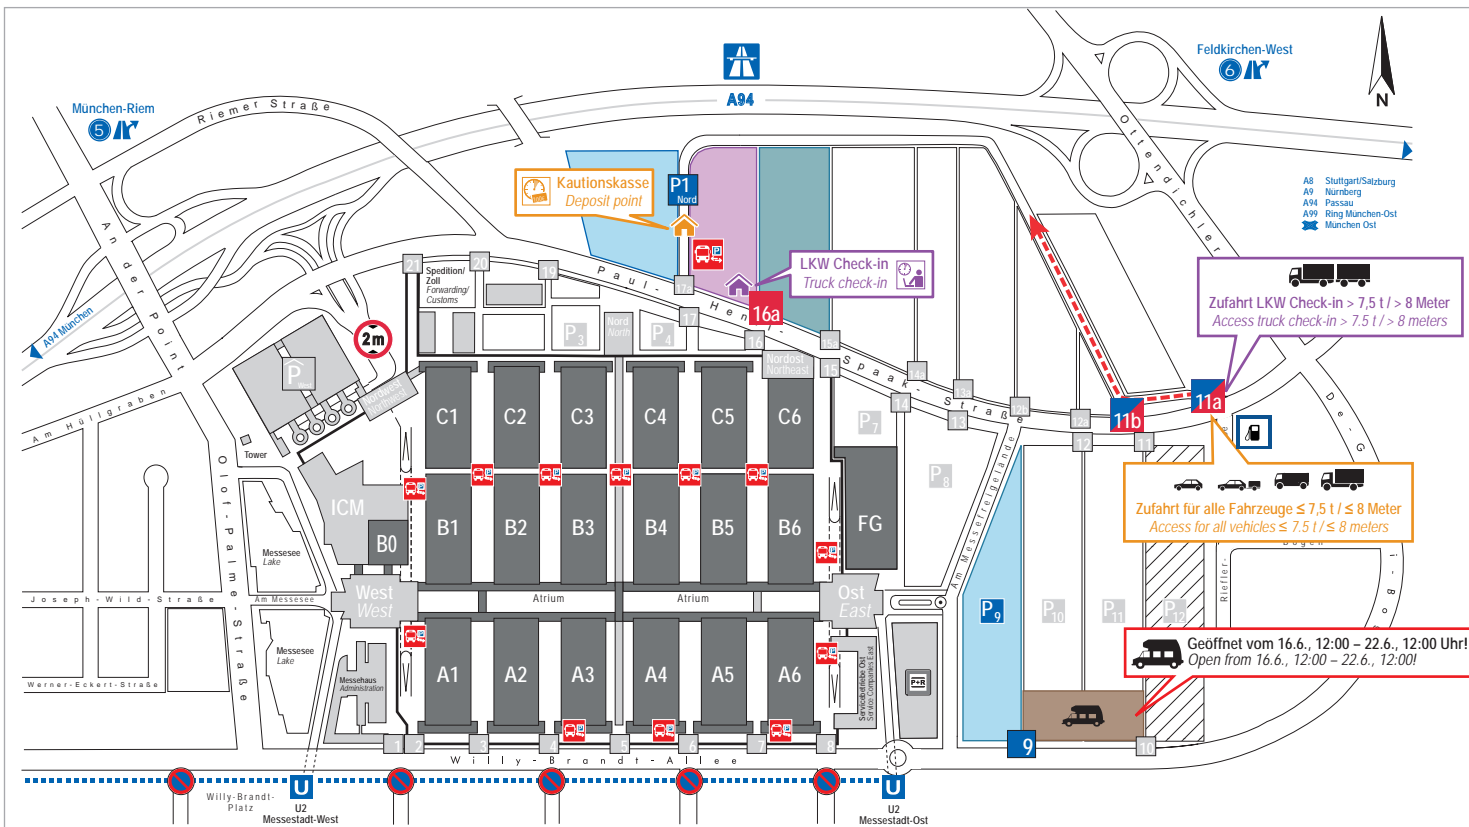 Feldkirchen-West
6
A94
N
München-Riem
5
Riemer Straße
Ottendichler
An der Point
A8 Stuttgart/Salzburg
A9 Nürnberg
A94 Passau
A99 Ring München-Ost
München Ost
Kautionskasse
Deposit point
P1
Nord
LKW Check-in
Truck check-in
Zufahrt LKW Check-in > 7,5 t / > 8 Meter
Access truck check-in > 7.5 t / > 8 meters
A94 München
2m
21
20
19
Spedition/
Zoll
Forwarding/
Customs
Paul-Hen
Spaak-Straße
17a
17
16a
16
15a
15
14a
14
13a
13
12b
12a
12
11b
11a
11
P3
P4
Nord
North
Nordost
Northeast
Nordwest
Northwest
P
West
Am Hüllgraben
Tower
Olof-Palme-Straße
C1
C2
C3
C4
C5
C6
P7
P8
Am Messefreigelände
De-G
i-Bo
Zufahrt für alle Fahrzeuge ≤ 7,5 t / ≤ 8 Meter
Access for all vehicles ≤ 7.5 t / ≤ 8 meters
Riefler-
Bogen
ICM
B0
B1
B2
B3
B4
B5
B6
FG
Messesee
Lake
Joseph-Wild-Straße
Am Messesee
West
West
Atrium
Atrium
Ost
East
P9
P10
P11
P12
Messesee
Lake
Werner-Eckert-Straße
Messehaus
Administration
A1
A2
A3
A4
A5
A6
Servicebetriebe Ost
Service Companies East
P+R
Geöffnet vom 16.6., 12:00 – 22.6., 12:00 Uhr!
Open from 16.6., 12:00 – 22.6., 12:00!
1
2
3
4
5
6
7
8
9
10
Willy-Brandt-Allee
Willy-Brandt-
Platz
U
U2
Messestadt-West
U
U2
Messestadt-Ost